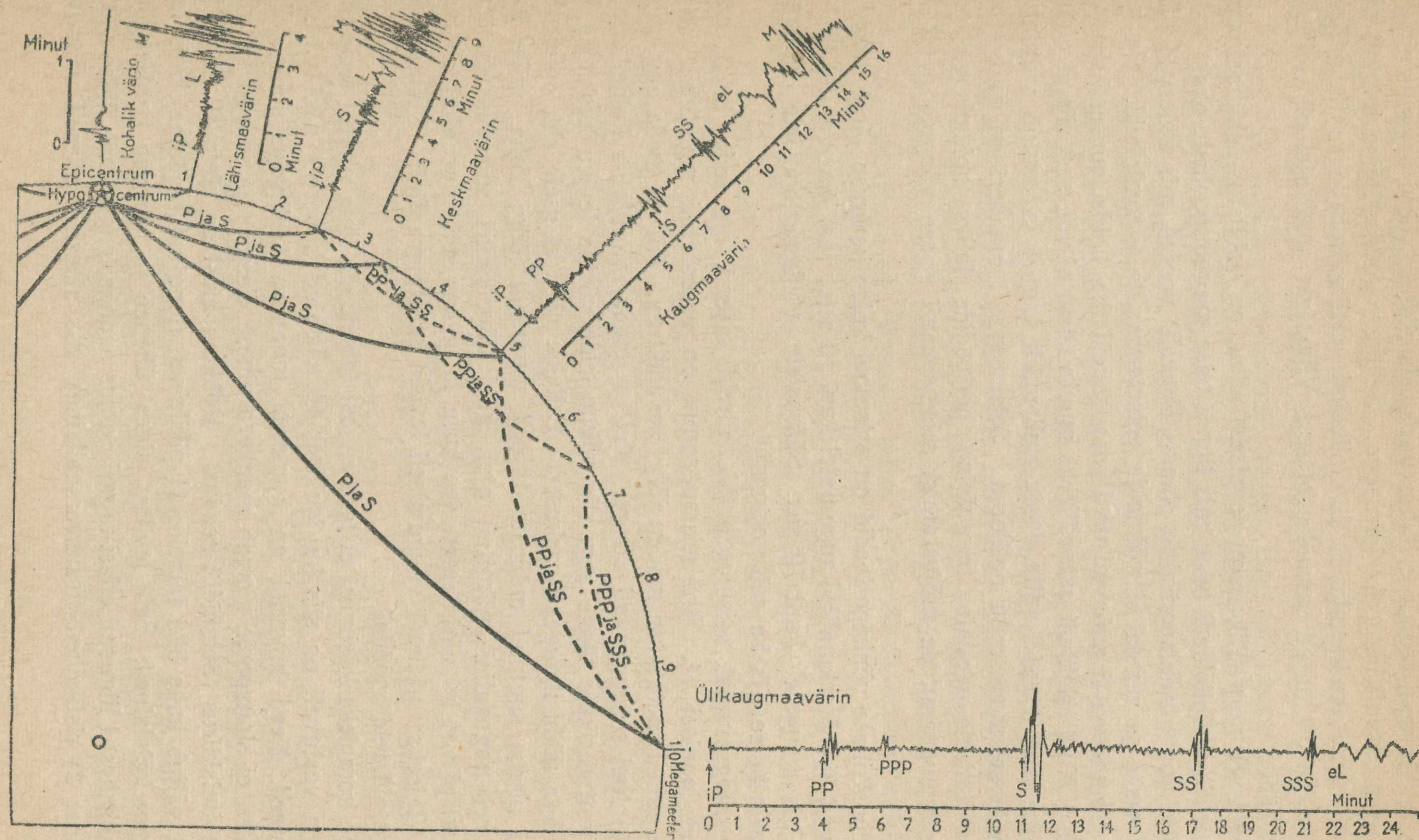 Minut
1
0
Kohalik värin
M
L
iP
Lähismaavärin
0 1 2 3 4
Minut
M
L
S
iP
0 1 2 3 4 5 6 7 8 9
Minut
Keskmaavärin
M
eL
SS
iS
PP
iP
0 1 2 3 4 5 6 7 8 9 10 11 12 13 14 15 16
Minut
Kaugmaavärin
Epicentrum
Hypocentrum
1
2
3
4
5
6
7
8
9
10 Megameeter
P ja S
P ja S
P ja S
P ja S
PP ja SS
PP ja SS
PP ja SS
PPP ja SSS
Ülikaugmaavärin
iP
PP
PPP
S
SS
SSS
eL
Minut
0 1 2 3 4 5 6 7 8 9 10 11 12 13 14 15 16 17 18 19 20 21 22 23 24